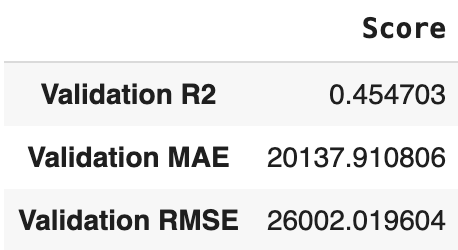 Score
Validation R2 0.454703
Validation MAE 20137.910806
Validation RMSE 26002.019604